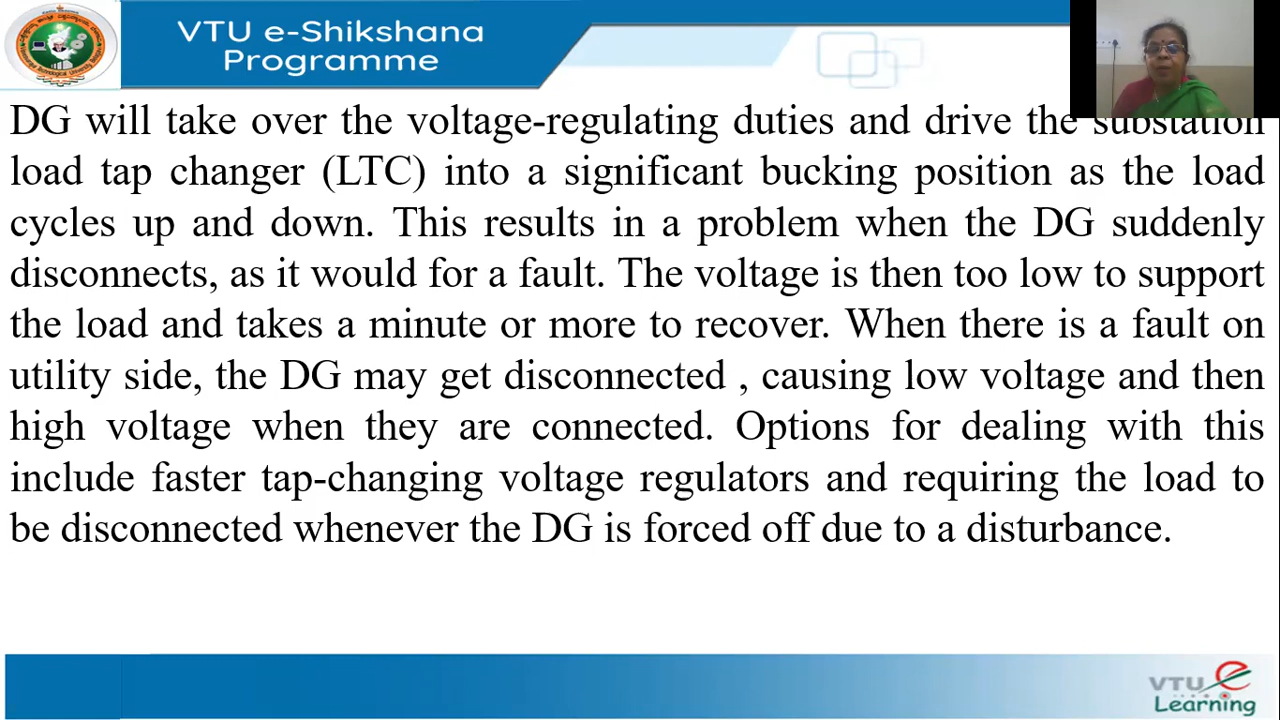 VTU e-Shikshana
Programme
DG will take over the voltage-regulating duties and drive the substation
load tap changer (LTC) into a significant bucking position as the load
cycles up and down. This results in a problem when the DG suddenly
disconnects, as it would for a fault. The voltage is then too low to support
the load and takes a minute or more to recover. When there is a fault on
utility side, the DG may get disconnected , causing low voltage and then
high voltage when they are connected. Options for dealing with this
include faster tap-changing voltage regulators and requiring the load to
be disconnected whenever the DG is forced off due to a disturbance.
VTU e
Learning